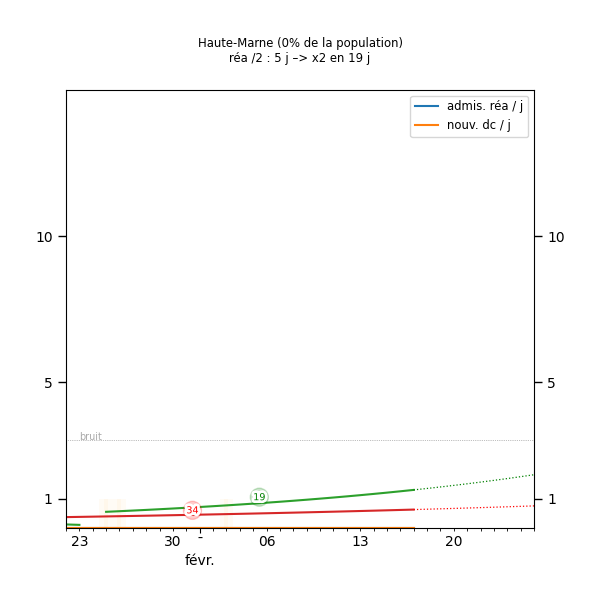 Haute-Marne (0% de la population)
réa /2 : 5 j –> x2 en 19 j
admis. réa / j
nouv. dc / j
10 10
5 5
bruit
1 1
19
34
23 30 - 06 13 20
févr.